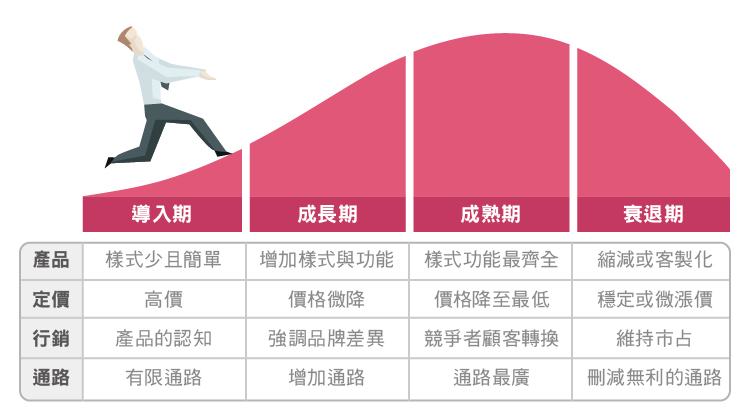 導入期 成長期 成熟期 衰退期
產品 樣式少且簡單 增加樣式與功能 樣式功能最齊全 縮減或客製化
定價 高價 價格微降 價格降至最低 穩定或微漲價
行銷 產品的認知 強調品牌差異 競爭者顧客轉換 維持市占
通路 有限通路 增加通路 通路最廣 刪減無利的通路